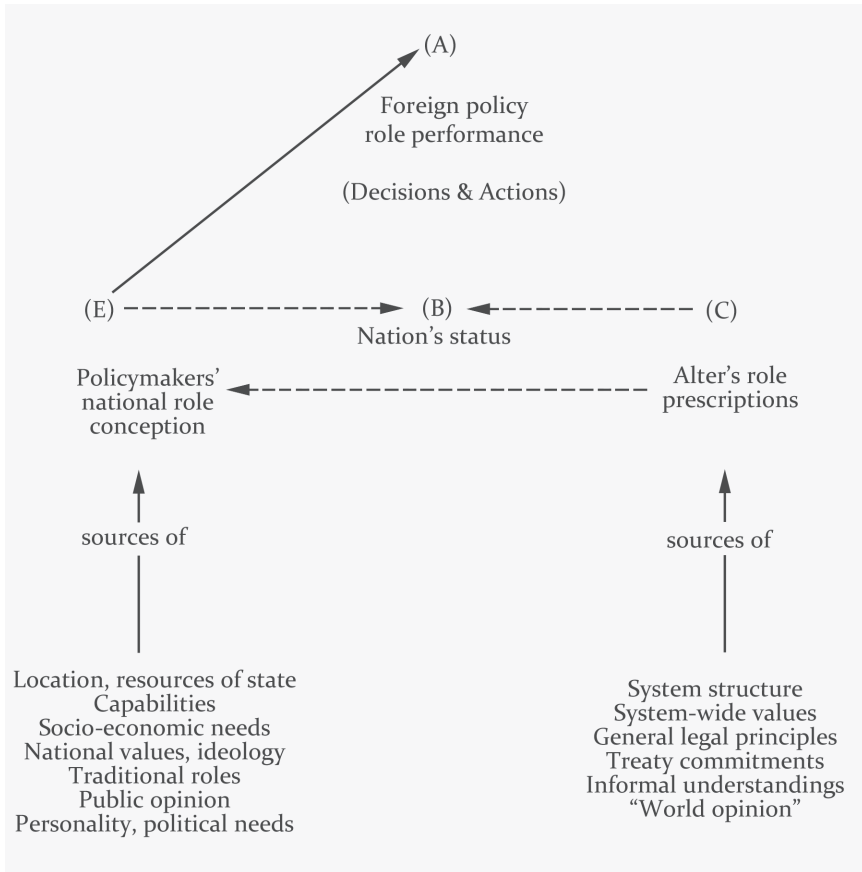 (A)
Foreign policy
role performance
(Decisions & Actions)
(E)
(B)
(C)
Nation’s status
Policymakers’
national role
conception
Alter’s role
prescriptions
sources of
sources of
Location, resources of state
Capabilities
Socio-economic needs
National values, ideology
Traditional roles
Public opinion
Personality, political needs
System structure
System-wide values
General legal principles
Treaty commitments
Informal understandings
“World opinion”